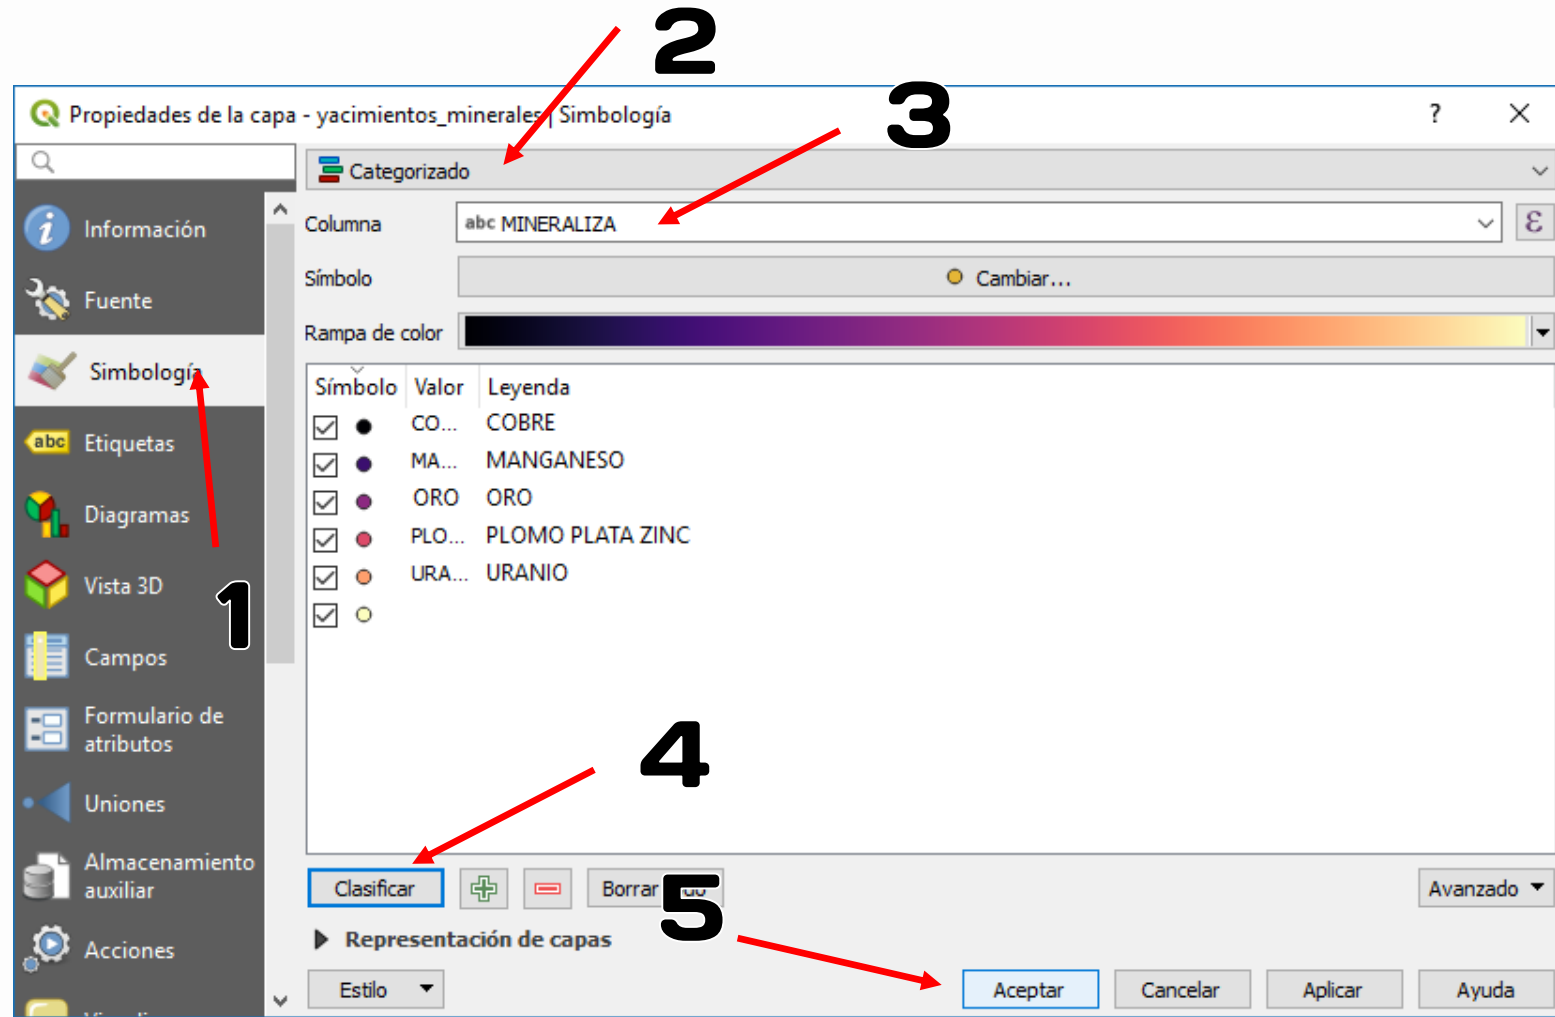 2
3
Propiedades de la capa - yacimientos_minerales | Simbología
?
Categorizado
Información
Columna
abc MINERALIZA
ε
Fuente
Símbolo
Cambiar...
Rampa de color
Simbología
Símbolo Valor Leyenda
CO... COBRE
abc Etiquetas
MA... MANGANESO
ORO ORO
Diagramas
PLO... PLOMO PLATA ZINC
URA... URANIO
Vista 3D
1
Campos
Formulario de
atributos
4
Uniones
Almacenamiento
auxiliar
Clasificar
Borrar
5
Avanzado
Acciones
Representación de capas
Estilo
Aceptar
Cancelar
Aplicar
Ayuda